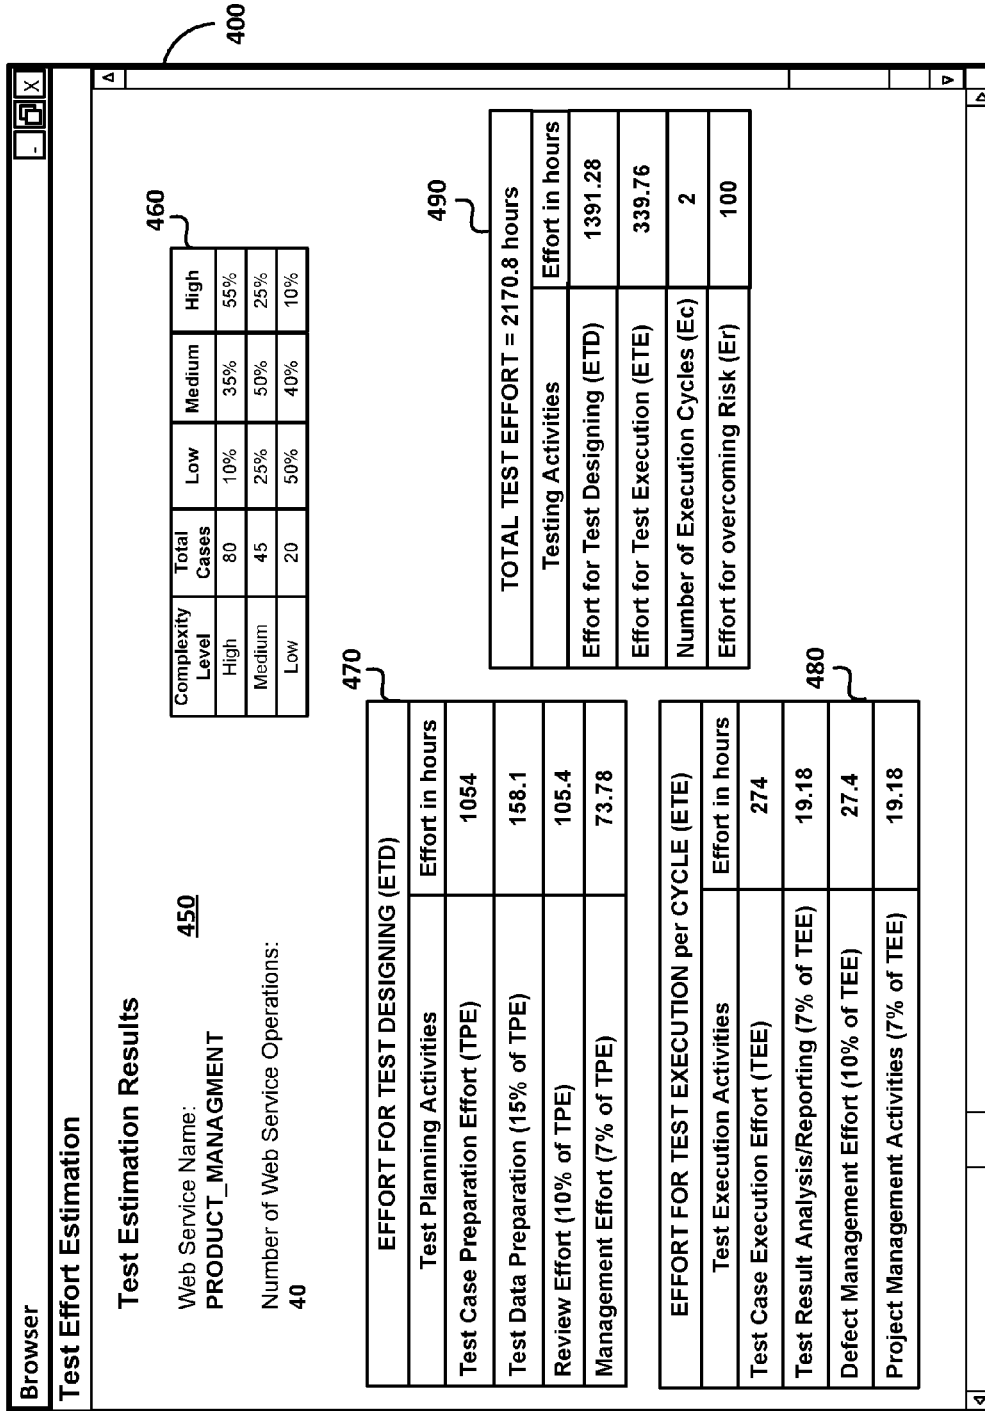 Browser
- X
Test Effort Estimation
400
Test Estimation Results
Web Service Name: 450
PRODUCT_MANAGMENT
Number of Web Service Operations:
40
460
Complexity Level Total Cases Low Medium High
High 80 10% 35% 55%
Medium 45 25% 50% 25%
Low 20 50% 40% 10%
470
EFFORT FOR TEST DESIGNING (ETD)
Test Planning Activities Effort in hours
Test Case Preparation Effort (TPE) 1054
Test Data Preparation (15% of TPE) 158.1
Review Effort (10% of TPE) 105.4
Management Effort (7% of TPE) 73.78
490
TOTAL TEST EFFORT = 2170.8 hours
Testing Activities Effort in hours
Effort for Test Designing (ETD) 1391.28
Effort for Test Execution (ETE) 339.76
Number of Execution Cycles (Ec) 2
Effort for overcoming Risk (Er) 100
EFFORT FOR TEST EXECUTION per CYCLE (ETE)
Test Execution Activities Effort in hours
Test Case Execution Effort (TEE) 274
Test Result Analysis/Reporting (7% of TEE) 19.18
Defect Management Effort (10% of TEE) 27.4
Project Management Activities (7% of TEE) 19.18
480